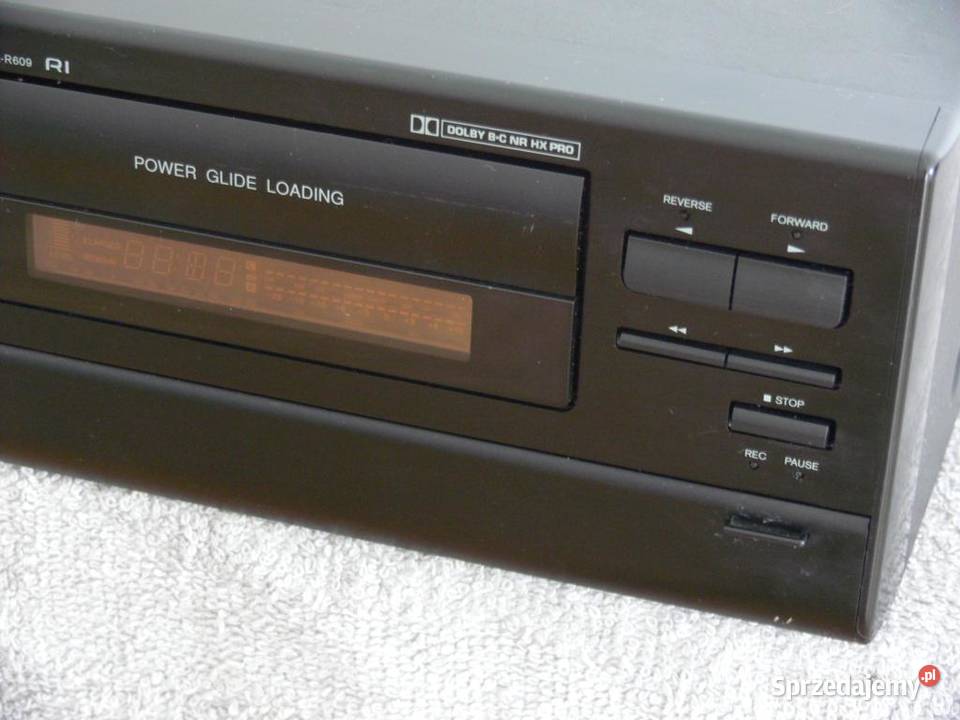 -R609 RI
DOLBY B·C NR HX PRO
POWER GLIDE LOADING
REVERSE
FORWARD
■ STOP
REC PAUSE
Sprzedajemy.pl